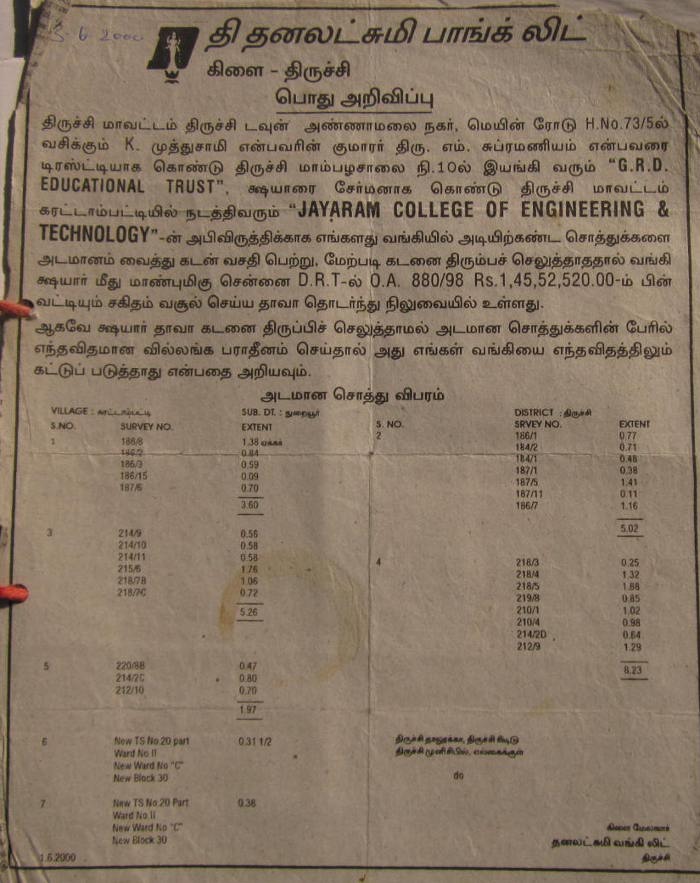 5-6 2000
தி தனலட்சுமி பாங்க் லிட்
கிளை - திருச்சி
பொது அறிவிப்பு
திருச்சி மாவட்டம் திருச்சி டவுன் அண்ணாமலை நகர், மெயின் ரோடு H.No.73/5ல்
வசிக்கும் K. முத்துசாமி என்பவரின் குமாரர் திரு. எம். சுப்ரமணியம் என்பவரை
டிரஸ்ட்டியாக கொண்டு திருச்சி மாம்பழசாலை நி.10ல் இயங்கி வரும் "G.R.D.
EDUCATIONAL TRUST", க்ஷயாரை சேர்மனாக கொண்டு திருச்சி மாவட்டம்
கரட்டாம்பட்டியில் நடத்திவரும் "JAYARAM COLLEGE OF ENGINEERING &
TECHNOLOGY"-ன் அபிவிருத்திக்காக எங்களது வங்கியில் அடியிற்கண்ட சொத்துக்களை
அடமானம் வைத்து கடன் வசதி பெற்று, மேற்படி கடனை திரும்பச் செலுத்தாததால் வங்கி
க்ஷயார் மீது மாண்புமிகு சென்னை D.R.T-ல் O.A. 880/98 Rs.1,45,52,520.00-ம் பின்
வட்டியும் சகிதம் வசூல் செய்ய தாவா தொடர்ந்து நிலுவையில் உள்ளது.
ஆகவே க்ஷயார் தாவா கடனை திருப்பிச் செலுத்தாமல் அடமான சொத்துக்களின் பேரில்
எந்தவிதமான வில்லங்க பராதீனம் செய்தால் அது எங்கள் வங்கியை எந்தவிதத்திலும்
கட்டுப் படுத்தாது என்பதை அறியவும்.
அடமான சொத்து விபரம்
VILLAGE : கரட்டாம்பட்டி SUB. DT. : துறையூர் DISTRICT : திருச்சி
S.NO. SURVEY NO. EXTENT S. NO. SRVEY NO. EXTENT
1 186/8 1.38 ஏக்கர்
186/2 0.84
186/3 0.59
186/15 0.09
187/6 0.70
3.60
2 186/1 0.77
184/2 0.71
184/1 0.48
187/1 0.38
187/5 1.41
187/11 0.11
186/7 1.16
5.02
3 214/9 0.56
214/10 0.58
214/11 0.58
215/6 1.76
218/7B 1.06
218/7C 0.72
5.26
4 218/3 0.25
218/4 1.32
218/5 1.88
219/8 0.85
210/1 1.02
210/4 0.98
214/2D 0.64
212/9 1.29
8.23
5 220/8B 0.47
214/2C 0.80
212/10 0.70
1.97
6 New TS No.20 part 0.31 1/2 திருச்சி தாலூக்கா, திருச்சி
Ward No II திருச்சி முனிசிபில், எல்கைக்குள்
New Ward No "C"
New Block 30 do
7 New TS No.20 Part 0.36
Ward No.II
New Ward No "C"
New Block 30
கிளை மேலாளர்
தனலட்சுமி வங்கி லிட்
திருச்சி
1.6.2000